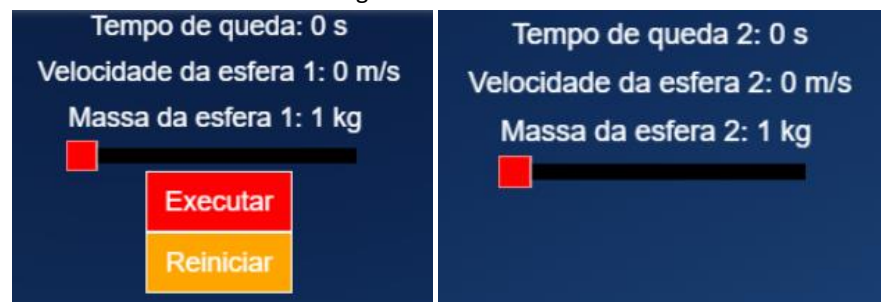 Tempo de queda: 0 s
Velocidade da esfera 1: 0 m/s
Massa da esfera 1: 1 kg
Executar
Reiniciar
Tempo de queda 2: 0 s
Velocidade da esfera 2: 0 m/s
Massa da esfera 2: 1 kg